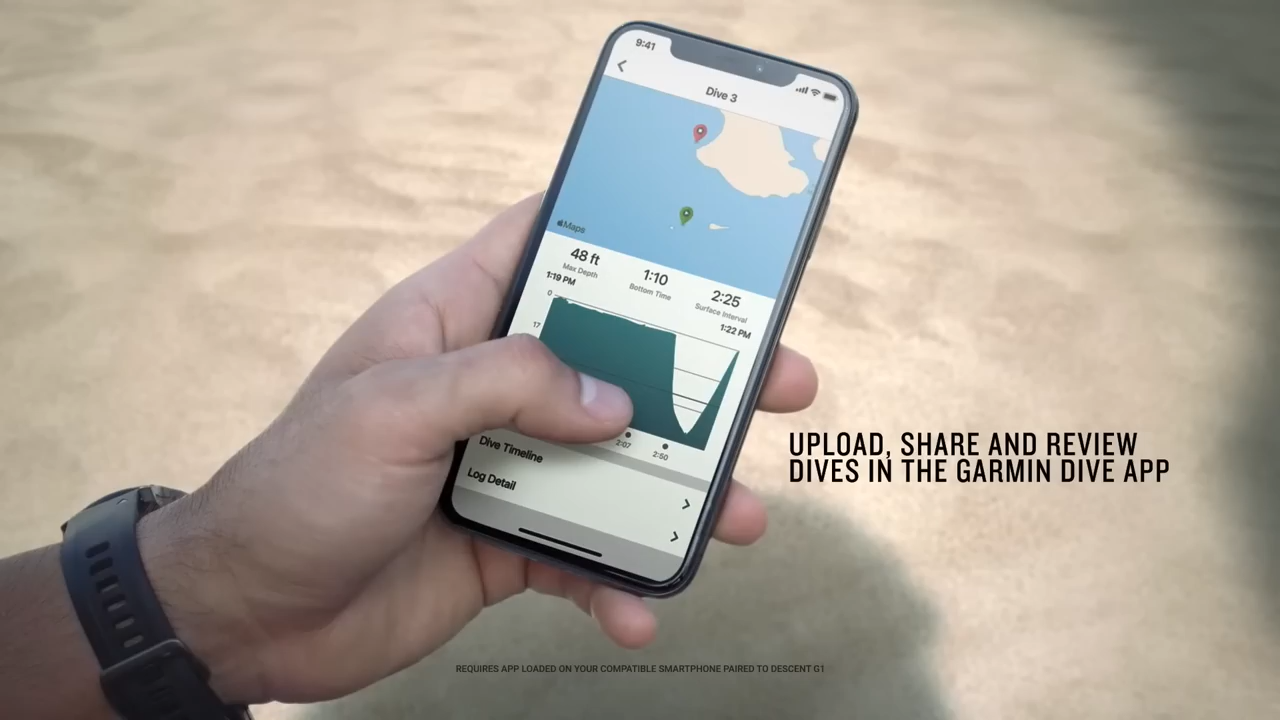 9:41
Dive 3
Maps
48 ft
Max Depth
1:10
Bottom Time
2:25
Surface Interval
1:19 PM
1:22 PM
0
17
2:07
2:50
Dive Timeline
Log Detail
UPLOAD, SHARE AND REVIEW
DIVES IN THE GARMIN DIVE APP
REQUIRES APP LOADED ON YOUR COMPATIBLE SMARTPHONE PAIRED TO DESCENT G1